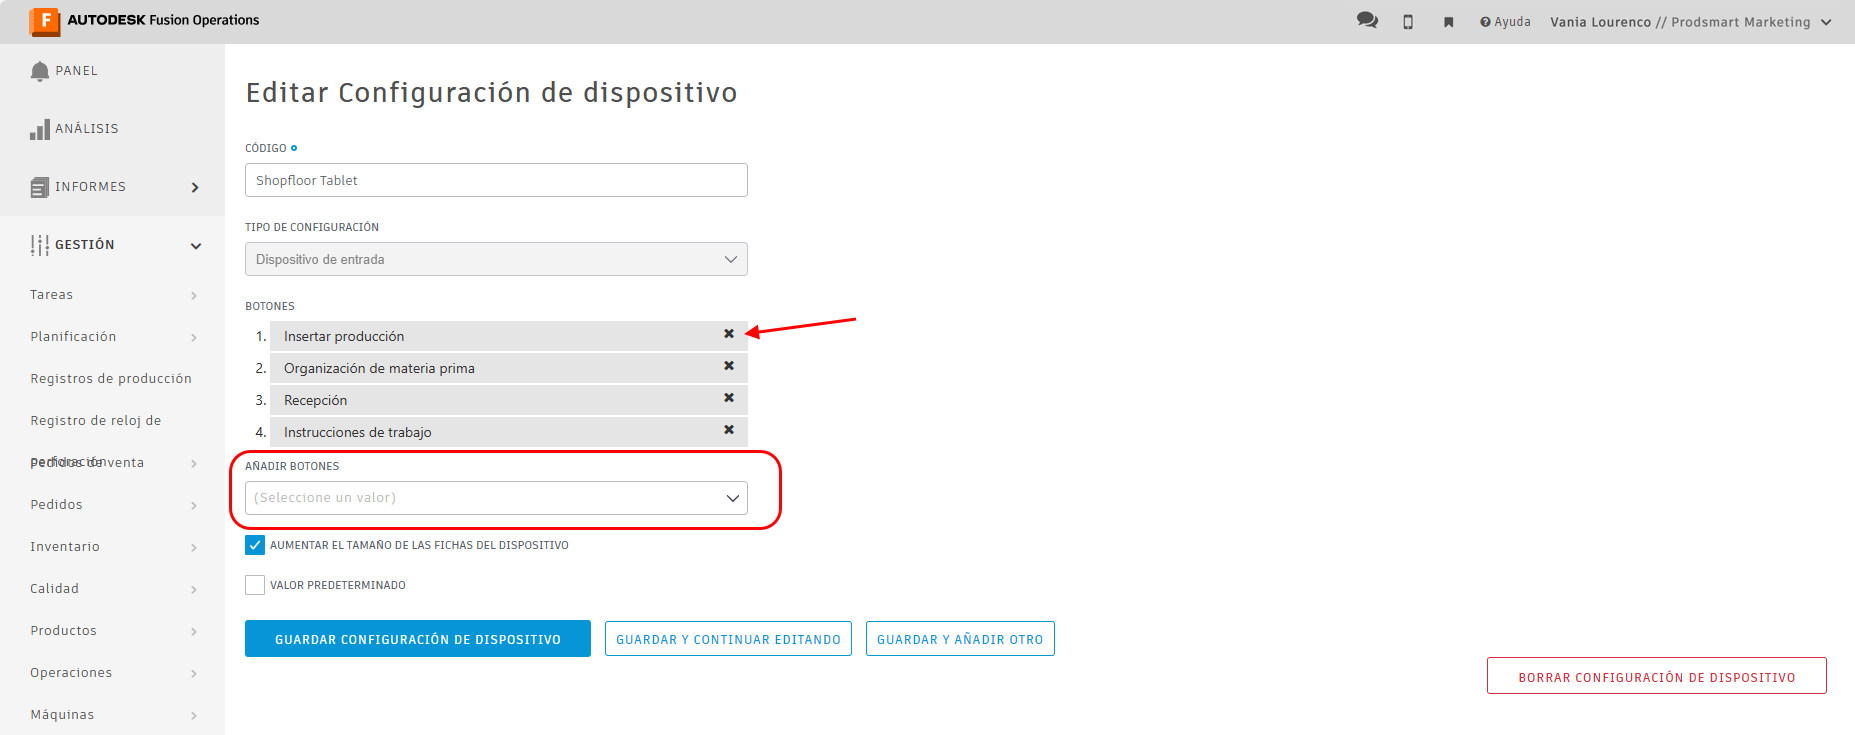 AUTODESK Fusion Operations
Ayuda
Vania Lourenco // Prodsmart Marketing
PANEL
ANÁLISIS
INFORMES
GESTIÓN
Tareas
Planificación
Registros de producción
Registro de reloj de
perforación
Pedidos de venta
Pedidos
Inventario
Calidad
Productos
Operaciones
Máquinas
Editar Configuración de dispositivo
CÓDIGO
Shopfloor Tablet
TIPO DE CONFIGURACIÓN
Dispositivo de entrada
BOTONES
1. Insertar producción
2. Organización de materia prima
3. Recepción
4. Instrucciones de trabajo
AÑADIR BOTONES
(Seleccione un valor)
AUMENTAR EL TAMAÑO DE LAS FICHAS DEL DISPOSITIVO
VALOR PREDETERMINADO
GUARDAR CONFIGURACIÓN DE DISPOSITIVO
GUARDAR Y CONTINUAR EDITANDO
GUARDAR Y AÑADIR OTRO
BORRAR CONFIGURACIÓN DE DISPOSITIVO